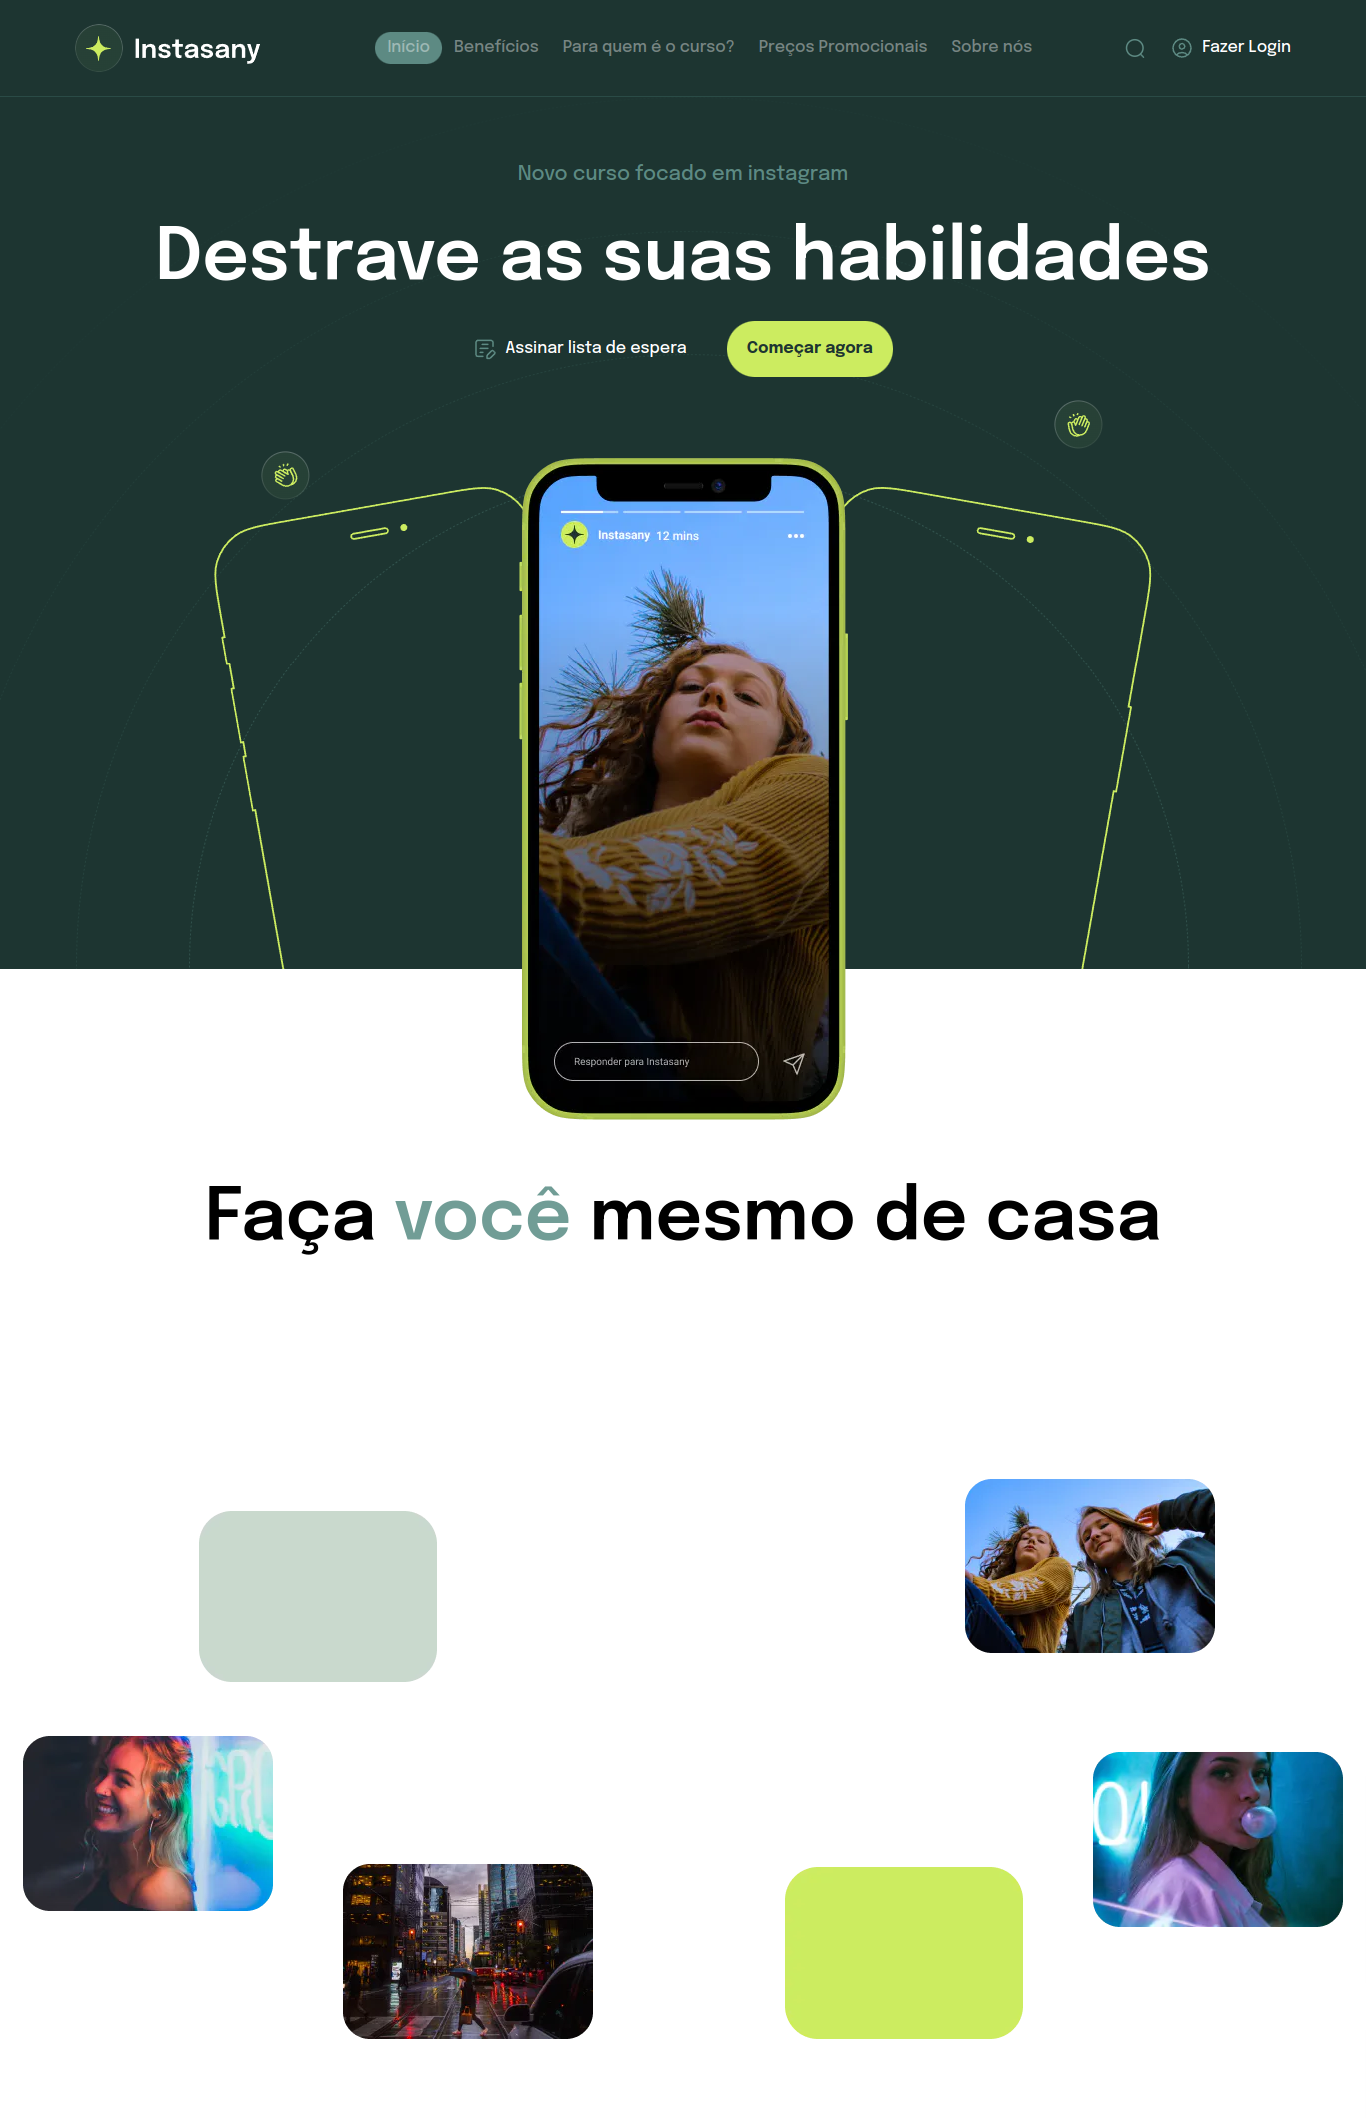 Instasany
Início Benefícios Para quem é o curso? Preços Promocionais Sobre nós
Fazer Login
Novo curso focado em instagram
Destrave as suas habilidades
Assinar lista de espera
Começar agora
Instasany 12 mins
Responder para Instasany
Faça você mesmo de casa